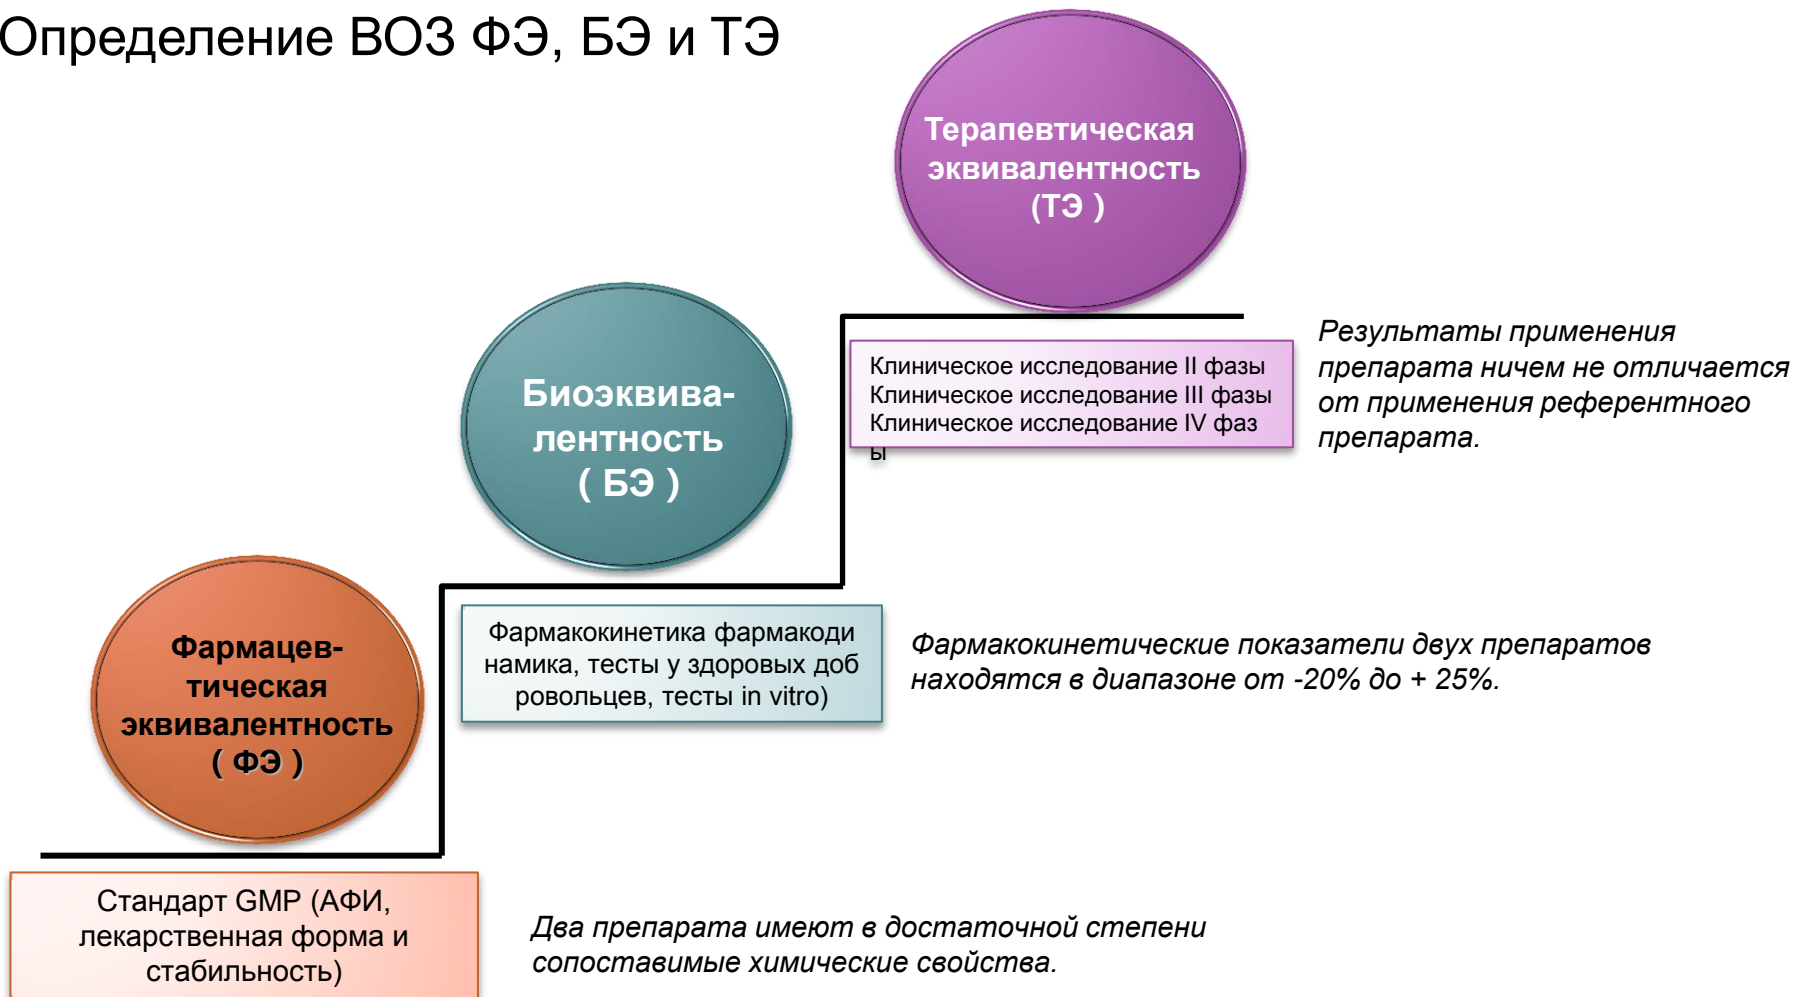 Определение ВОЗ ФЭ, БЭ и ТЭ
Терапевтическая
эквивалентность
(ТЭ )
Клиническое исследование II фазы
Клиническое исследование III фазы
Клиническое исследование IV фаз
ы
Результаты применения
препарата ничем не отличается
от применения референтного
препарата.
Биоэквива-
лентность
( БЭ )
Фармакокинетика фармакоди
намика, тесты у здоровых доб
ровольцев, тесты in vitro)
Фармакокинетические показатели двух препаратов
находятся в диапазоне от -20% до + 25%.
Фармацев-
тическая
эквивалентность
( ФЭ )
Стандарт GMP (АФИ,
лекарственная форма и
стабильность)
Два препарата имеют в достаточной степени
сопоставимые химические свойства.